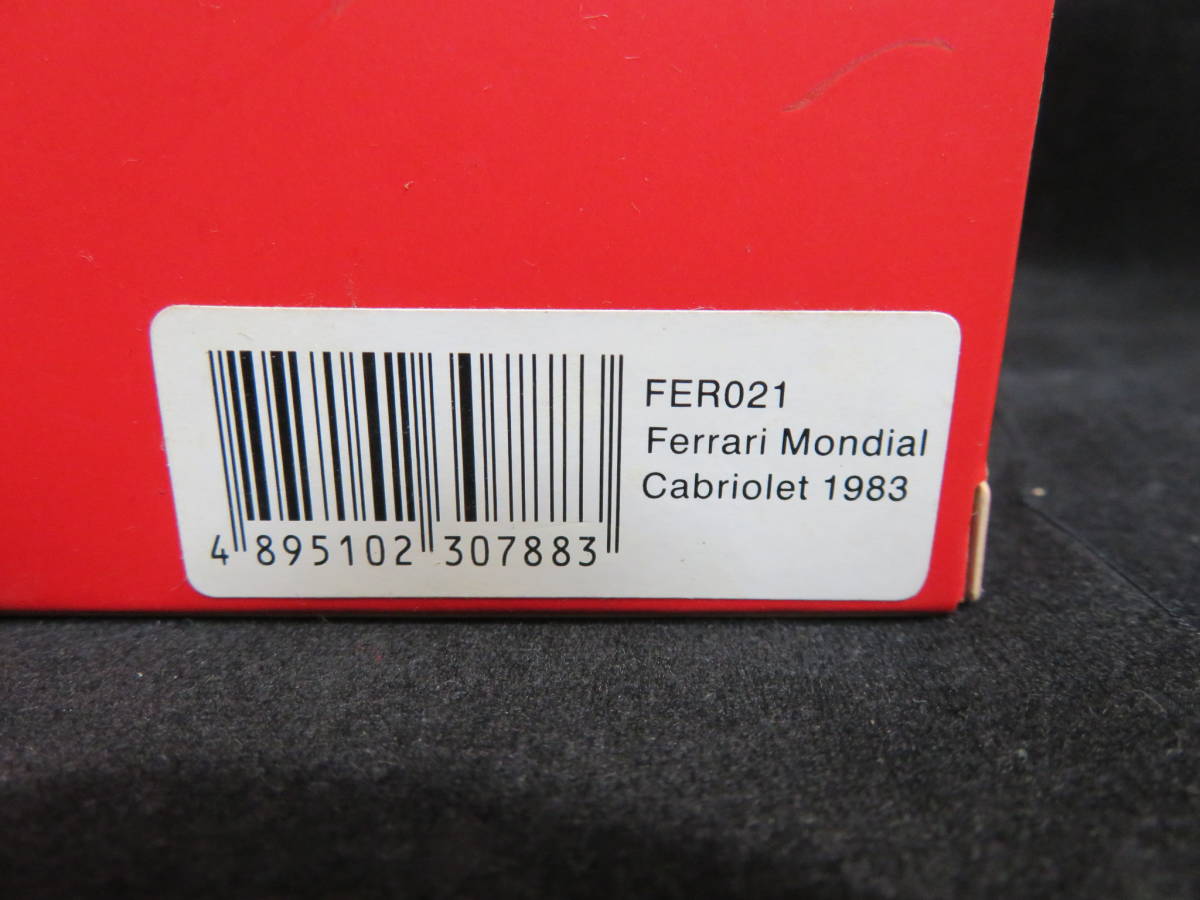 FER021
Ferrari Mondial
Cabriolet 1983
4 895102 307883